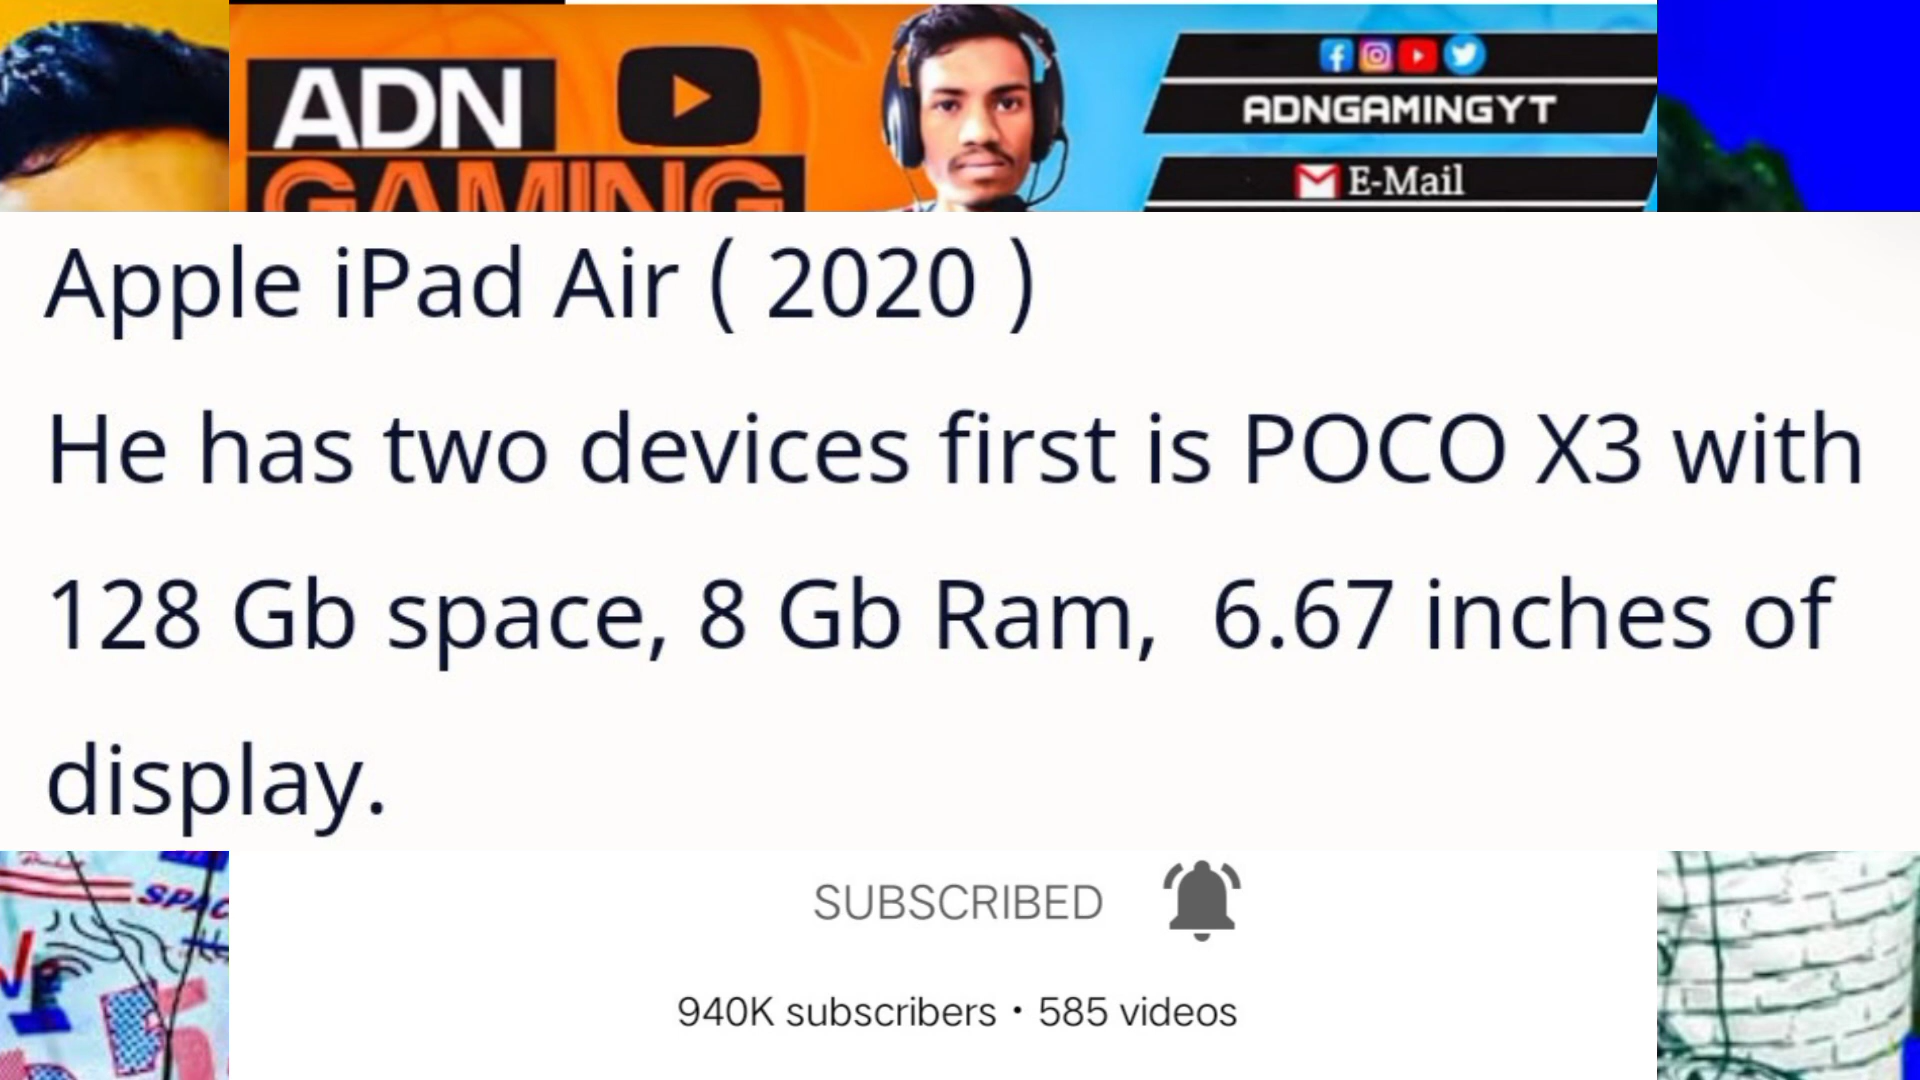 ADN
GAMING
ADNGAMINGYT
E-Mail
Apple iPad Air ( 2020 )
He has two devices first is POCO X3 with
128 Gb space, 8 Gb Ram,  6.67 inches of
display.
SUBSCRIBED
940K subscribers • 585 videos